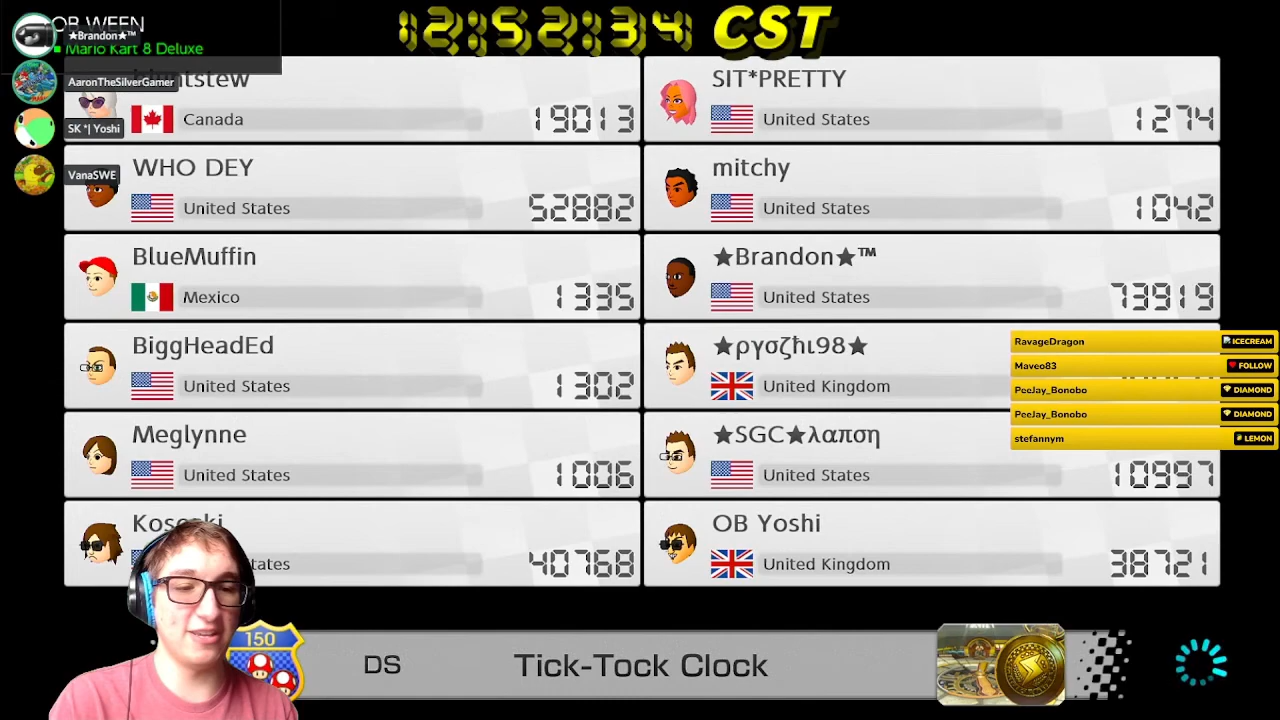 OB WEEN
★Brandon★™
Mario Kart 8 Deluxe
12:52:34 CST
AaronTheSilverGamer
SK *| Yoshi
VanaSWE
Canada
19013
SIT*PRETTY
United States
1274
WHO DEY
United States
52882
mitchy
United States
1042
BlueMuffin
Mexico
1335
★Brandon★™
United States
73919
BiggHeadEd
United States
1302
★ργσζħι98★
United Kingdom
Meglynne
United States
1006
★SGC★λαπση
United States
10997
40768
OB Yoshi
United Kingdom
38721
RavageDragon ICECREAM
Maveo83 FOLLOW
PeeJay_Bonobo DIAMOND
PeeJay_Bonobo DIAMOND
stefannym LEMON
150
DS Tick-Tock Clock